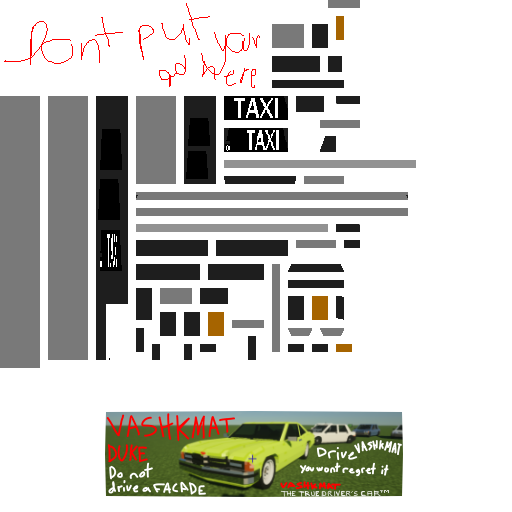 Dont put your
ad here
TAXI
TAXI
VASHKMAT
DUKE
Do not
drive a FACADE
Drive VASHKMAT
you wont regret it
VASHKMAT
THE TRUE DRIVER'S CAR™